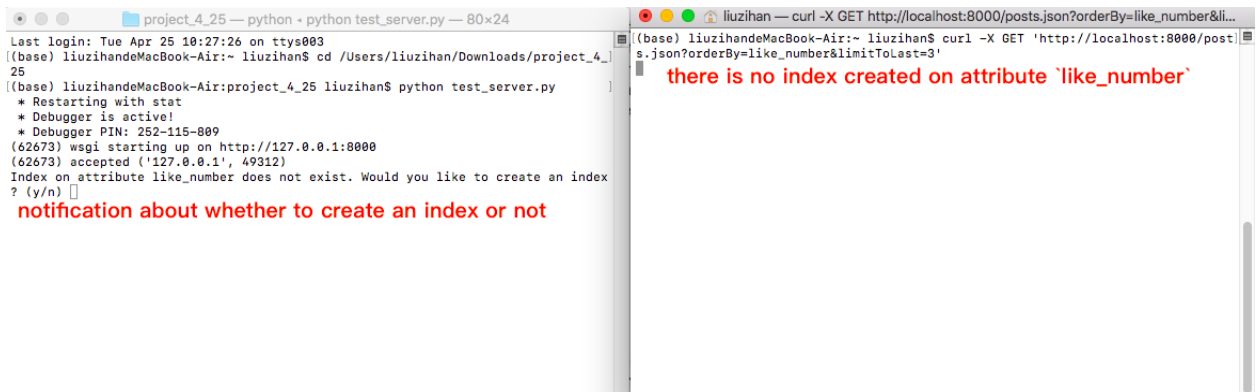 project_4_25 — python ◂ python test_server.py — 80×24
Last login: Tue Apr 25 10:27:26 on ttys003
[(base) liuzihandeMacBook-Air:~ liuzihan$ cd /Users/liuzihan/Downloads/project_4_]
25
[(base) liuzihandeMacBook-Air:project_4_25 liuzihan$ python test_server.py ]
* Restarting with stat
* Debugger is active!
* Debugger PIN: 252-115-809
(62673) wsgi starting up on http://127.0.0.1:8000
(62673) accepted ('127.0.0.1', 49312)
Index on attribute like_number does not exist. Would you like to create an index
? (y/n)
notification about whether to create an index or not
liuzihan — curl -X GET http://localhost:8000/posts.json?orderBy=like_number&li...
[(base) liuzihandeMacBook-Air:~ liuzihan$ curl -X GET 'http://localhost:8000/post]
s.json?orderBy=like_number&limitToLast=3'
there is no index created on attribute `like_number`